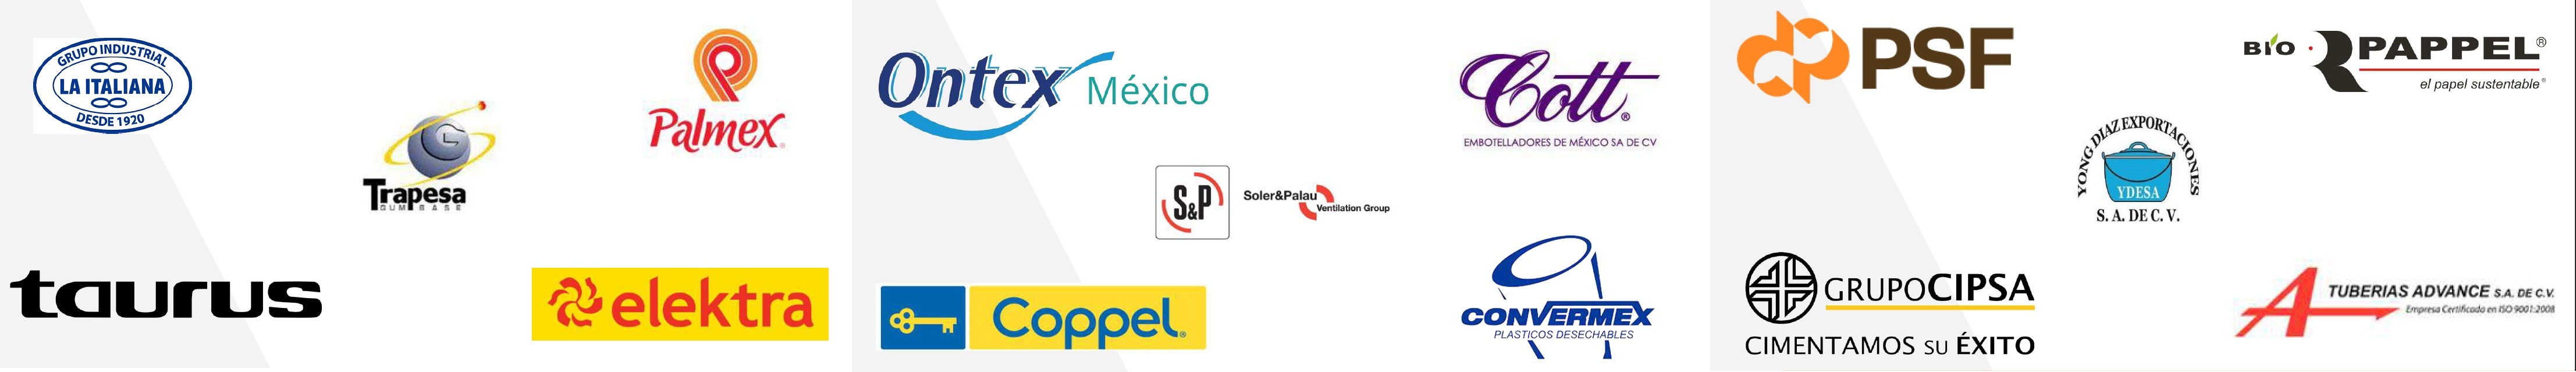 GRUPO INDUSTRIAL
LA ITALIANA
DESDE 1920
Trapesa
GUM BASE
Palmex
taurus
elektra
Ontex México
Cott®
EMBOTELLADORES DE MÉXICO SA DE CV
S&P
Soler&Palau
Ventilation Group
Coppel®
CONVERMEX
PLASTICOS DESECHABLES
PSF
BIO PAPPEL®
el papel sustentable®
YONG DIAZ EXPORTACIONES
YDESA
S. A. DE C. V.
GRUPOCIPSA
CIMENTAMOS SU ÉXITO
TUBERIAS ADVANCE S.A. DE C.V.
Empresa Certificada en ISO 9001:2008